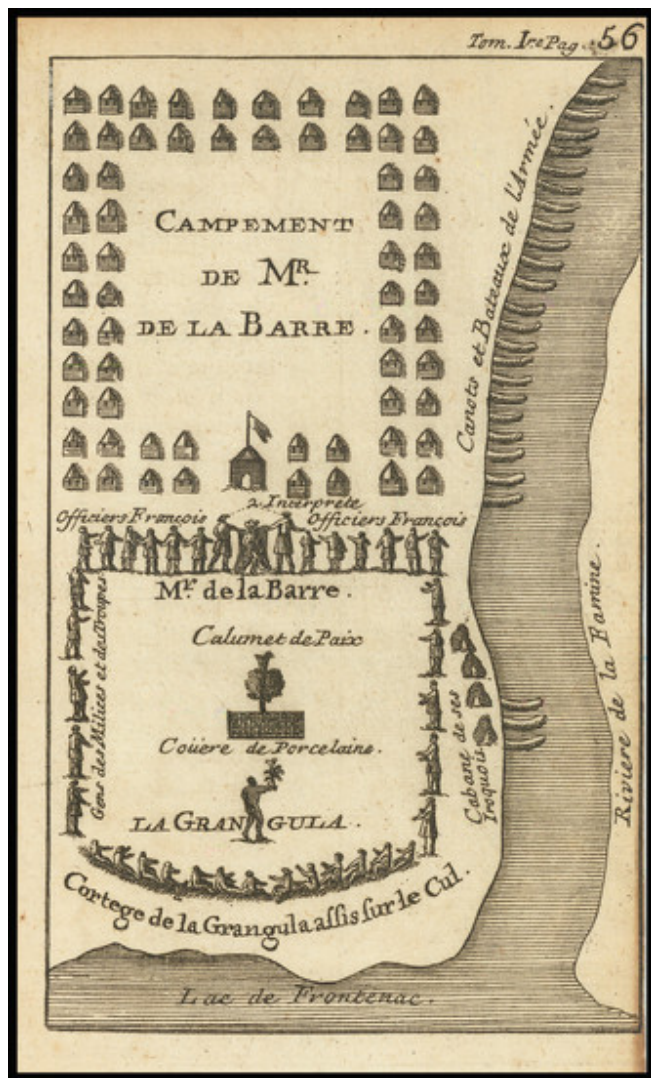 Tom. I.re Pag. 56
CAMPEMENT
DE MR.
DE LA BARRE.
Canots et Bateaux de l'Armée.
2 Interprete
Officiers François
Officiers François
Mr. de la Barre.
Gens des Milices et des Troupes
Calumet de Paix
Coüere de Porcelaine.
LA GRANGULA.
Cabane de ses
Iroquois
Riviere de la Famine.
Cortege de la Grangula assis sur le Cul.
Lac de Frontenac.